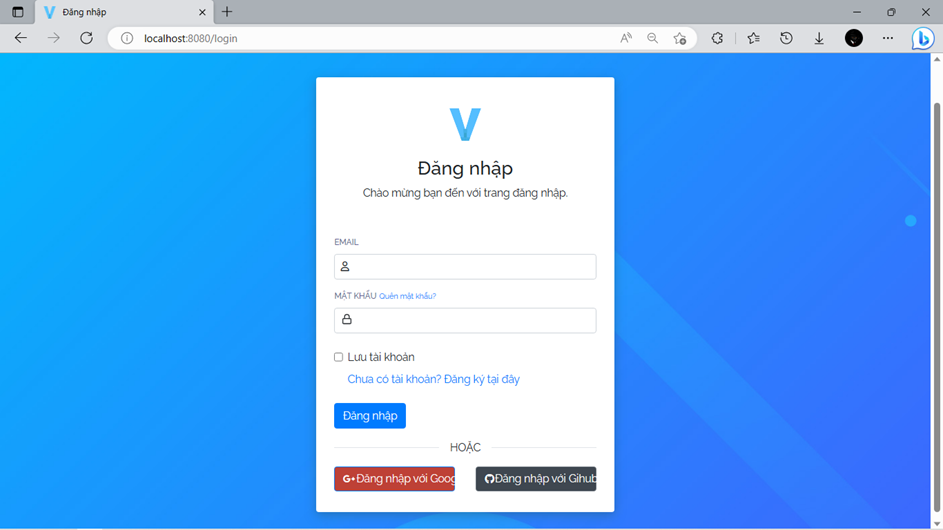 Đăng nhập
localhost:8080/login
V
Đăng nhập
Chào mừng bạn đến với trang đăng nhập.
EMAIL
MẬT KHẨU Quên mật khẩu?
Lưu tài khoản
Chưa có tài khoản? Đăng ký tại đây
Đăng nhập
HOẶC
G+Đăng nhập với Goog
Đăng nhập với Gihub